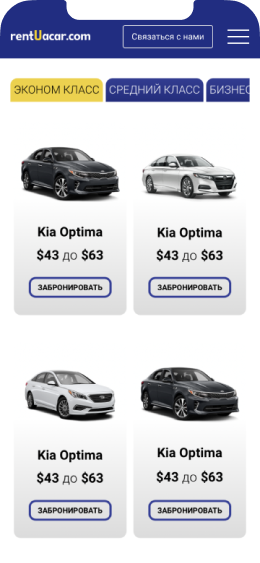 rentUacar.com
Связаться с нами
ЭКОНОМ КЛАСС
СРЕДНИЙ КЛАСС
БИЗНЕС
Kia Optima
Kia Optima
$43 до $63
$43 до $63
ЗАБРОНИРОВАТЬ
ЗАБРОНИРОВАТЬ
Kia Optima
Kia Optima
$43 до $63
$43 до $63
ЗАБРОНИРОВАТЬ
ЗАБРОНИРОВАТЬ